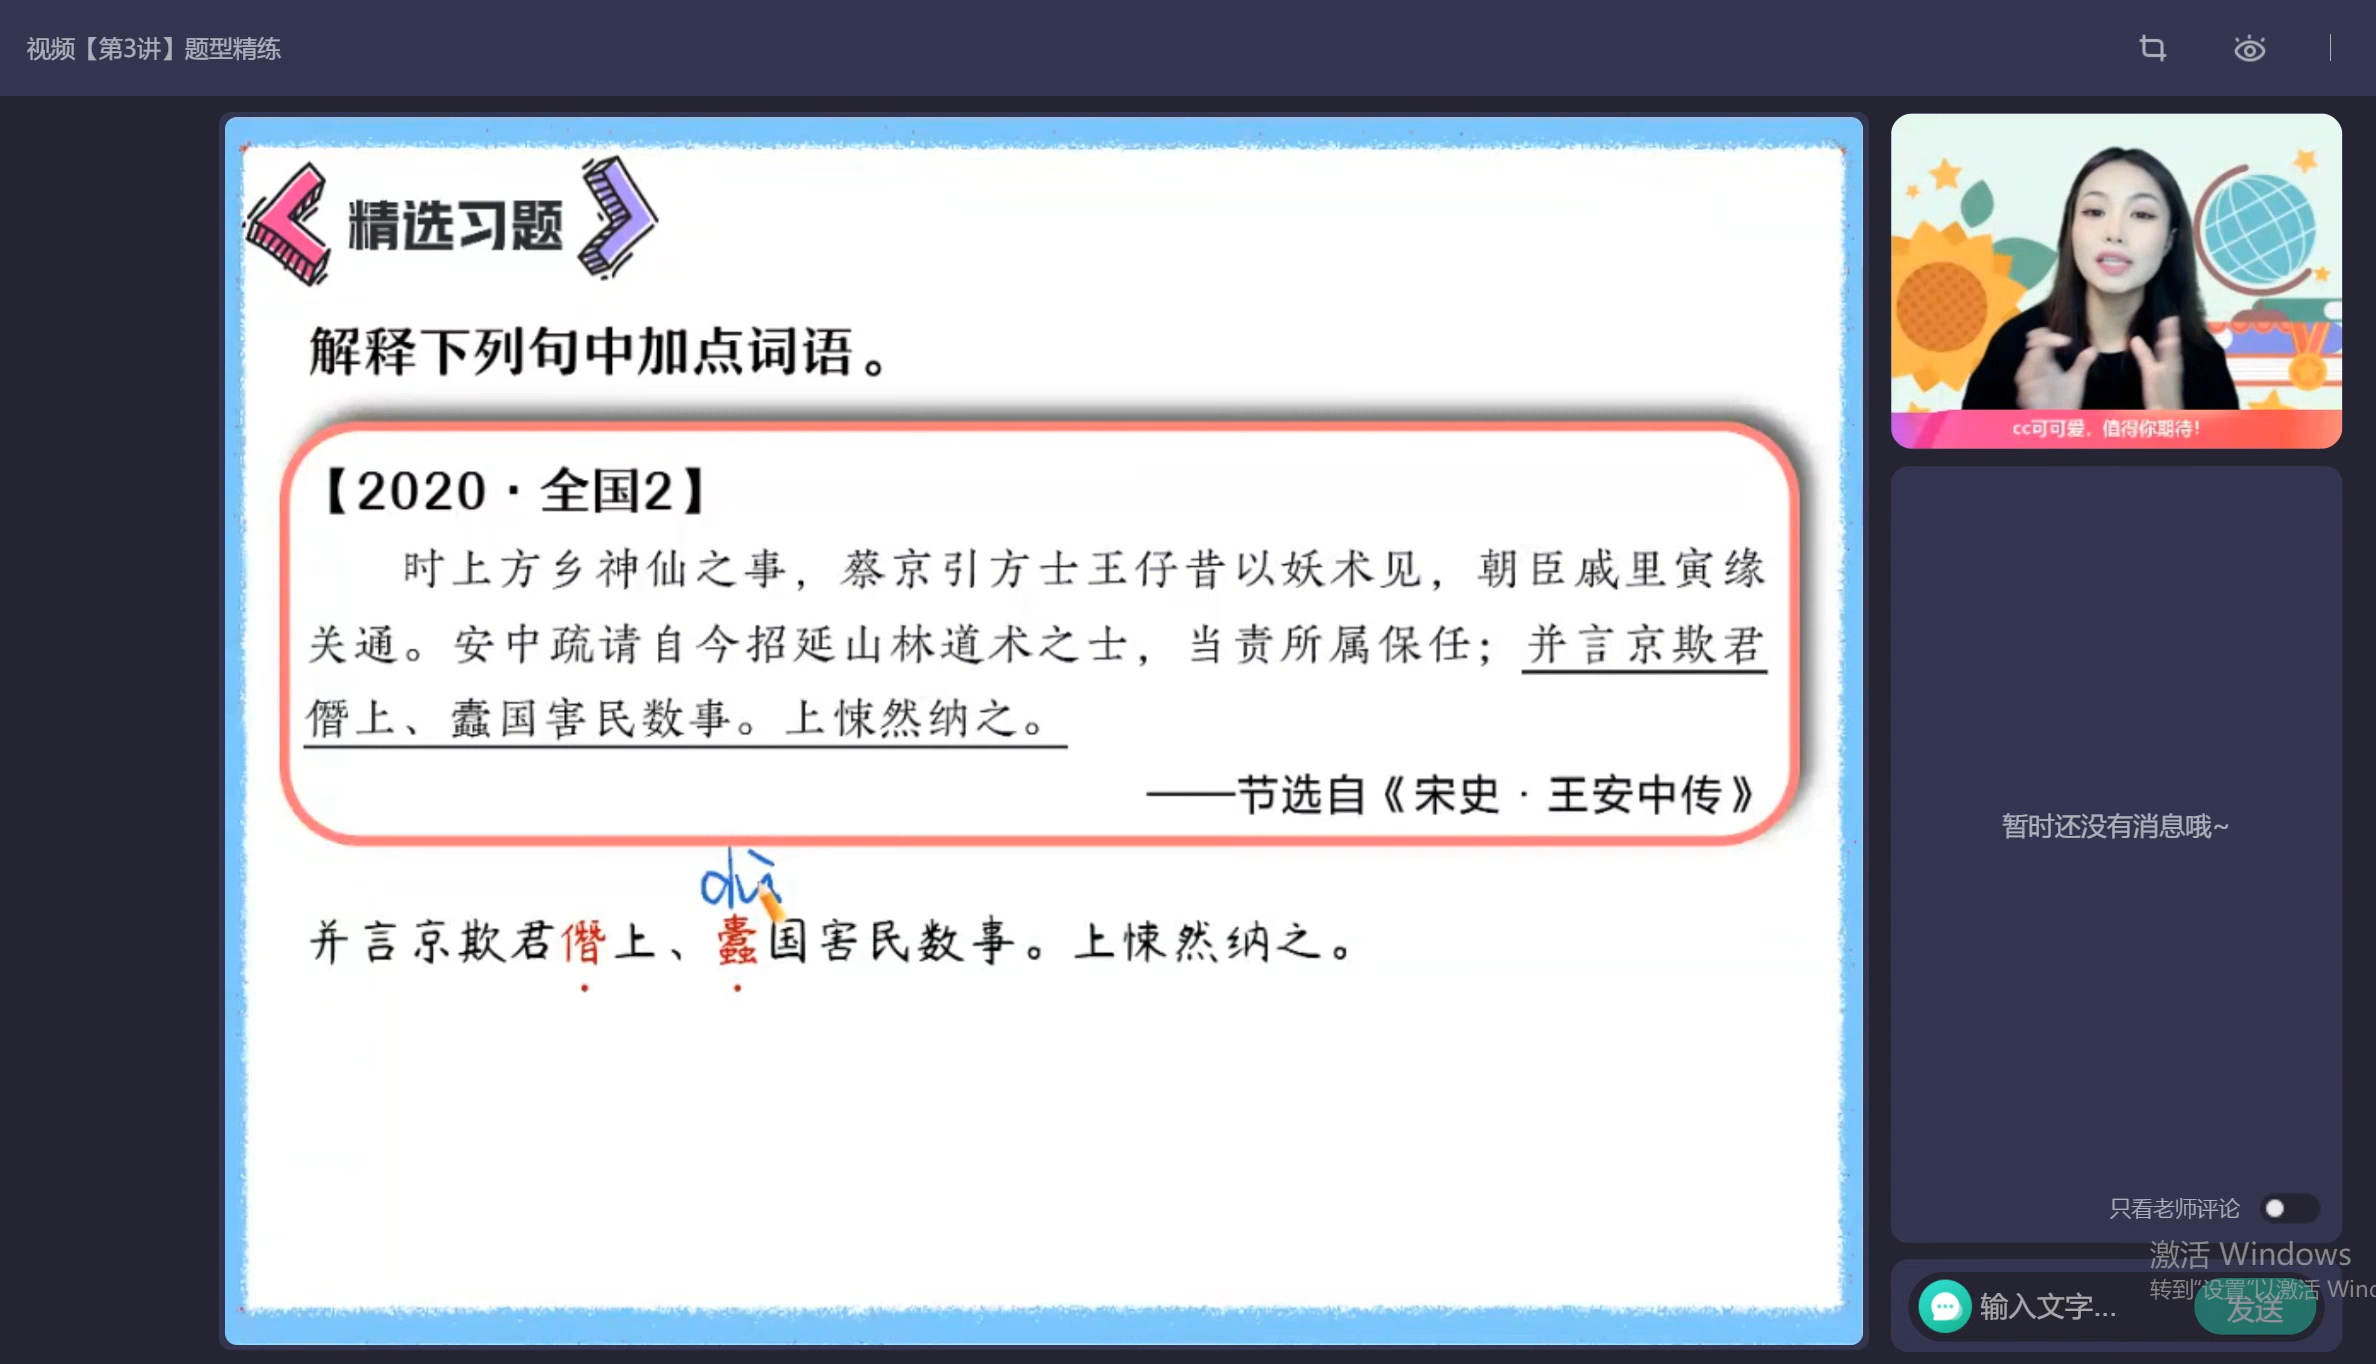 视频【第3讲】题型精练
精选习题
解释下列句中加点词语。
【2020·全国2】
时上方乡神仙之事，蔡京引方士王仔昔以妖术见，朝臣戚里寅缘
关通。安中疏请自今招延山林道术之士，当责所属保任；并言京欺君
僭上、蠹国害民数事。上悚然纳之。
——节选自《宋史·王安中传》
dù
并言京欺君僭上、蠹国害民数事。上悚然纳之。
cc可可爱，值得你期待！
暂时还没有消息哦~
只看老师评论
激活 Windows
转到“设置”以激活 Wind
输入文字...
发送